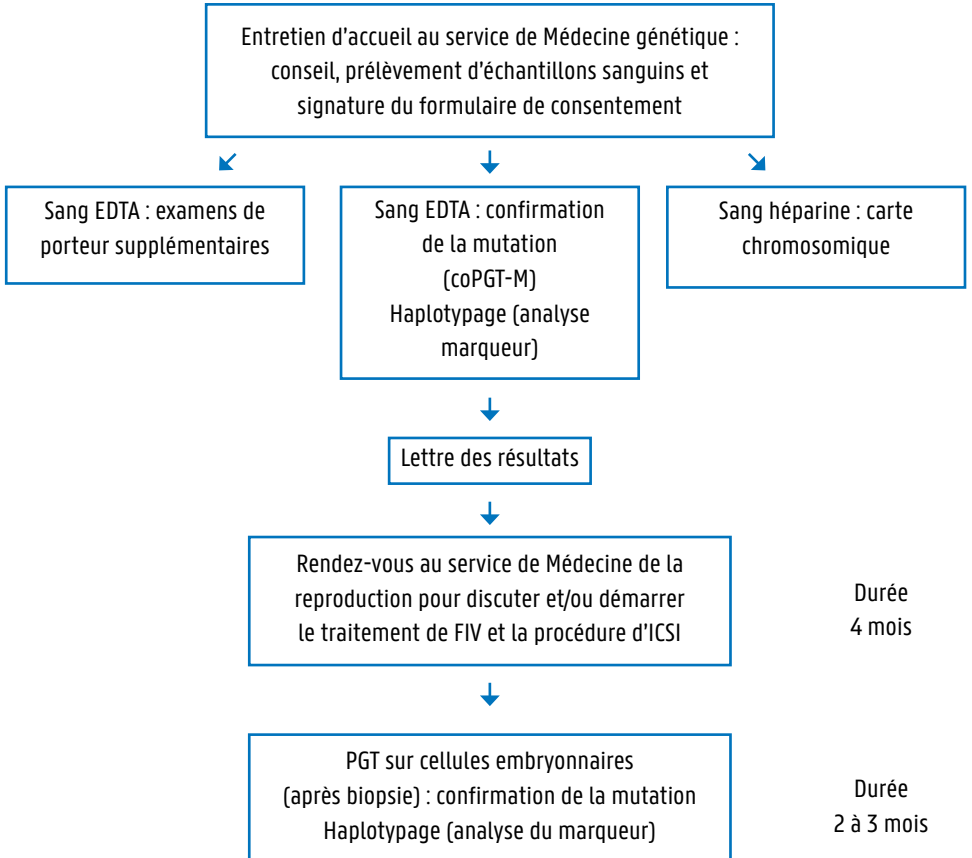 Entretien d'accueil au service de Médecine génétique :
conseil, prélèvement d'échantillons sanguins et
signature du formulaire de consentement
Sang EDTA : examens de
porteur supplémentaires
Sang EDTA : confirmation
de la mutation
(coPGT-M)
Haplotypage (analyse
marqueur)
Sang héparine : carte
chromosomique
Lettre des résultats
Rendez-vous au service de Médecine de la
reproduction pour discuter et/ou démarrer
le traitement de FIV et la procédure d'ICSI
Durée
4 mois
PGT sur cellules embryonnaires
(après biopsie) : confirmation de la mutation
Haplotypage (analyse du marqueur)
Durée
2 à 3 mois